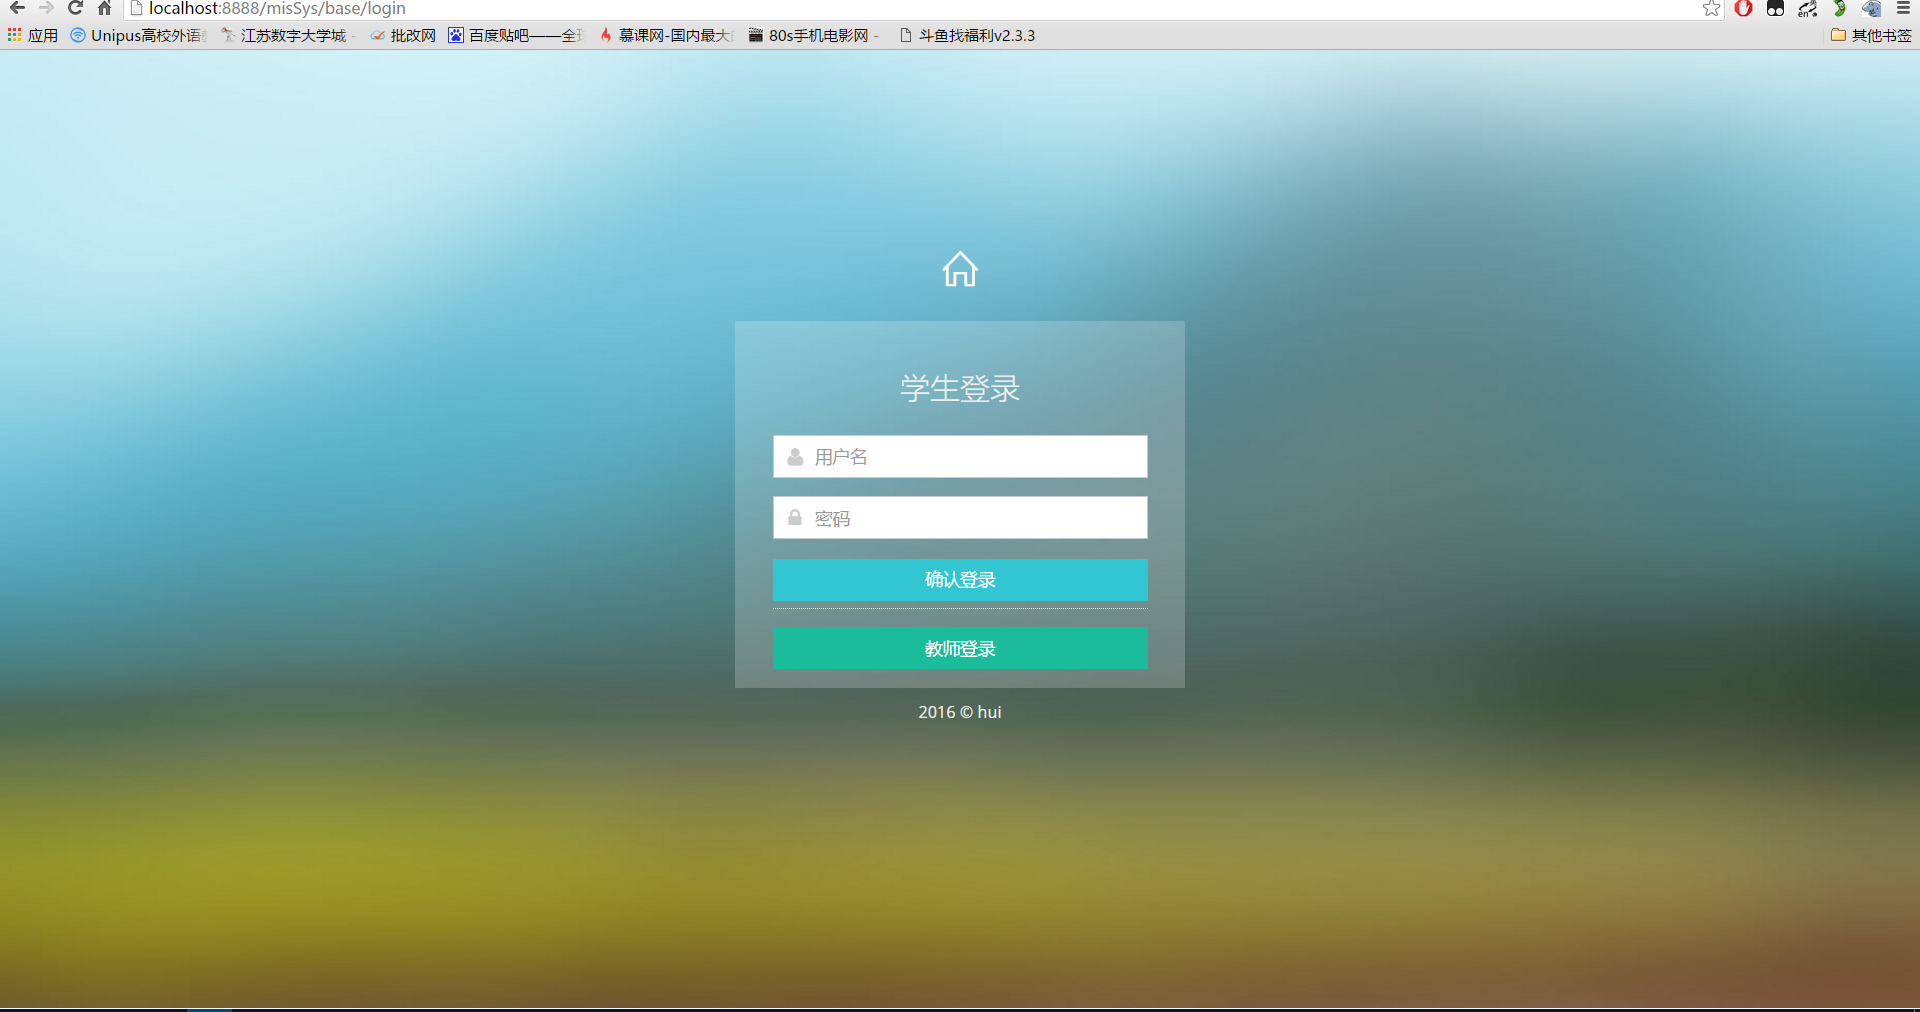 localhost:8888/misSys/base/login
应用 Unipus高校外语 江苏数字大学城 - 批改网 百度贴吧——全 慕课网-国内最大 80s手机电影网 - 斗鱼找福利v2.3.3 其他书签
学生登录
用户名
密码
确认登录
教师登录
2016 © hui